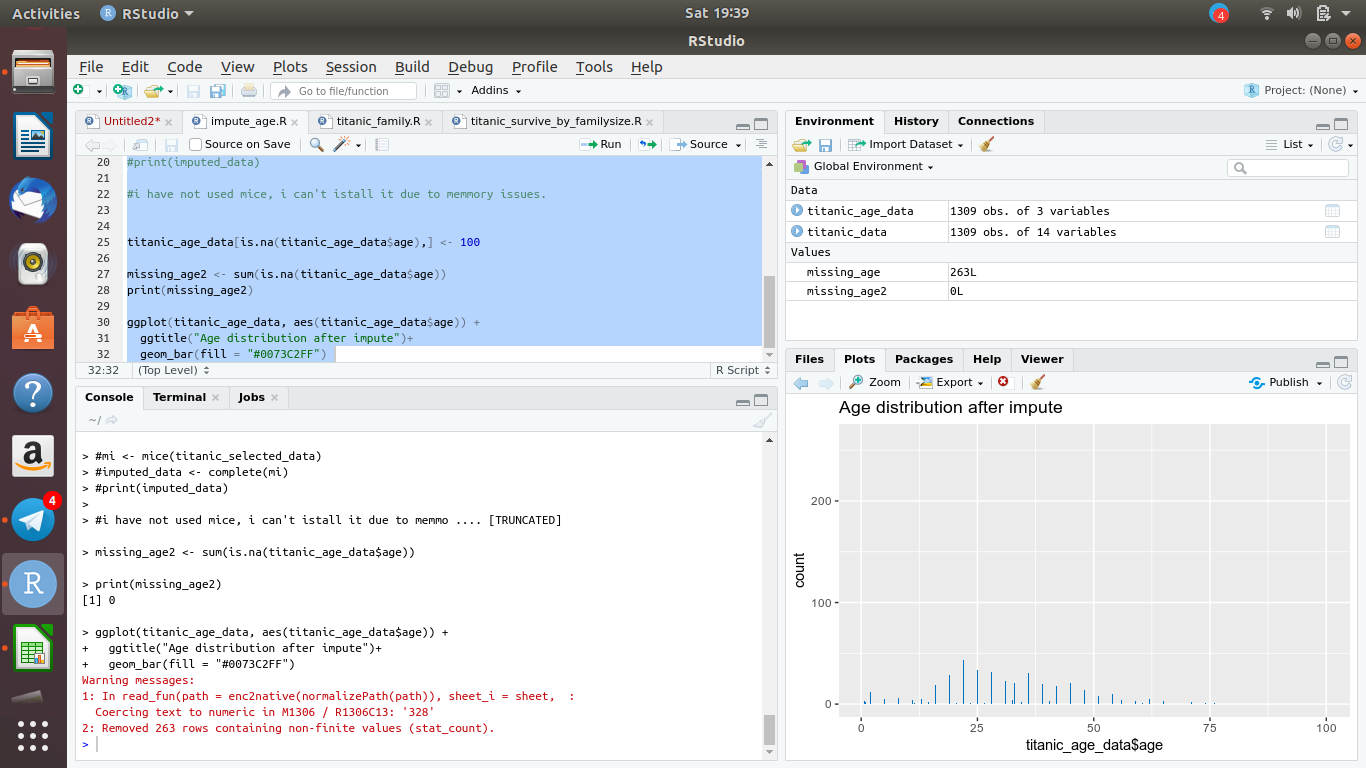 Activities RStudio Sat 19:39 4
RStudio
File Edit Code View Plots Session Build Debug Profile Tools Help
Go to file/function Addins Project: (None)
Untitled2* impute_age.R titanic_family.R titanic_survive_by_familysize.R
Source on Save Run Source
20 #print(imputed_data)
21
22 #i have not used mice, i can't istall it due to memmory issues.
23
24
25 titanic_age_data[is.na(titanic_age_data$age),] <- 100
26
27 missing_age2 <- sum(is.na(titanic_age_data$age))
28 print(missing_age2)
29
30 ggplot(titanic_age_data, aes(titanic_age_data$age)) +
31 ggtitle("Age distribution after impute")+
32 geom_bar(fill = "#0073C2FF")
32:32 (Top Level) R Script
Console Terminal Jobs
~/
> #mi <- mice(titanic_selected_data)
> #imputed_data <- complete(mi)
> #print(imputed_data)
>
> #i have not used mice, i can't istall it due to memmo .... [TRUNCATED]
> missing_age2 <- sum(is.na(titanic_age_data$age))
> print(missing_age2)
[1] 0
> ggplot(titanic_age_data, aes(titanic_age_data$age)) +
+ ggtitle("Age distribution after impute")+
+ geom_bar(fill = "#0073C2FF")
Warning messages:
1: In read_fun(path = enc2native(normalizePath(path)), sheet_i = sheet, :
Coercing text to numeric in M1306 / R1306C13: '328'
2: Removed 263 rows containing non-finite values (stat_count).
>
Environment History Connections
Import Dataset List
Global Environment
Data
titanic_age_data 1309 obs. of 3 variables
titanic_data 1309 obs. of 14 variables
Values
missing_age 263L
missing_age2 0L
Files Plots Packages Help Viewer
Zoom Export Publish
Age distribution after impute
200
100
0
count
0 25 50 75 100
titanic_age_data$age
?
a
4
R